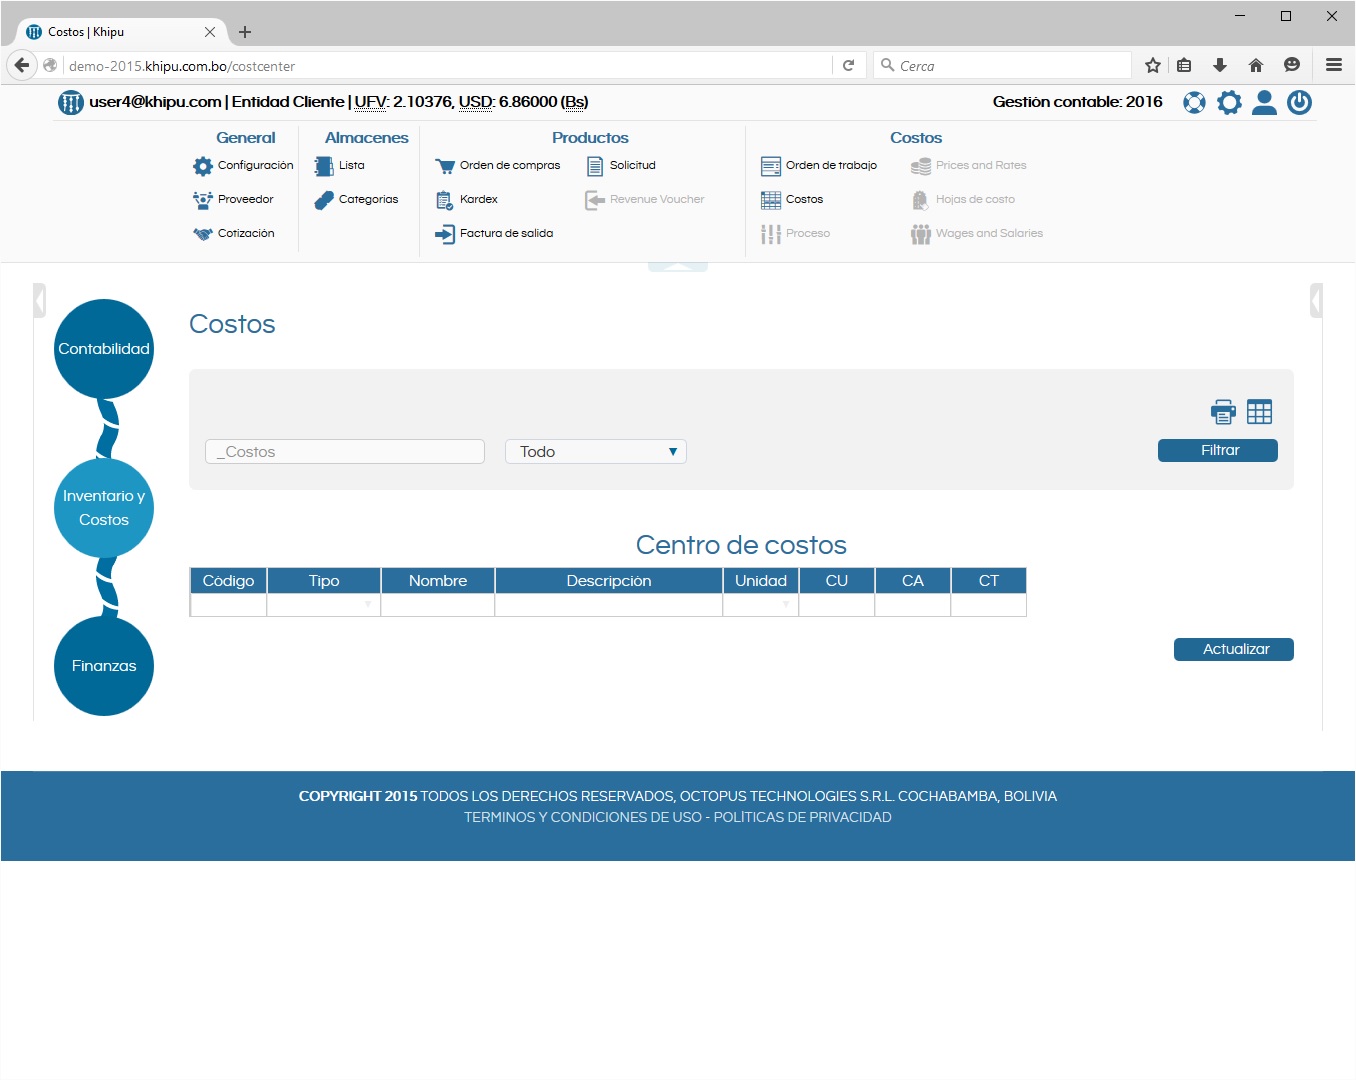 Costos | Khipu
demo-2015.khipu.com.bo/costcenter
Cerca
user4@khipu.com | Entidad Cliente | UFV: 2.10376, USD: 6.86000 (Bs)
Gestión contable: 2016
General
Configuración
Proveedor
Cotización
Almacenes
Lista
Categorias
Productos
Orden de compras
Solicitud
Kardex
Revenue Voucher
Factura de salida
Costos
Orden de trabajo
Prices and Rates
Costos
Hojas de costo
Proceso
Wages and Salaries
Contabilidad
Inventario y
Costos
Finanzas
Costos
_Costos
Todo
Filtrar
Centro de costos
Código Tipo Nombre Descripción Unidad CU CA CT
Actualizar
COPYRIGHT 2015 TODOS LOS DERECHOS RESERVADOS, OCTOPUS TECHNOLOGIES S.R.L. COCHABAMBA, BOLIVIA
TERMINOS Y CONDICIONES DE USO - POLÍTICAS DE PRIVACIDAD